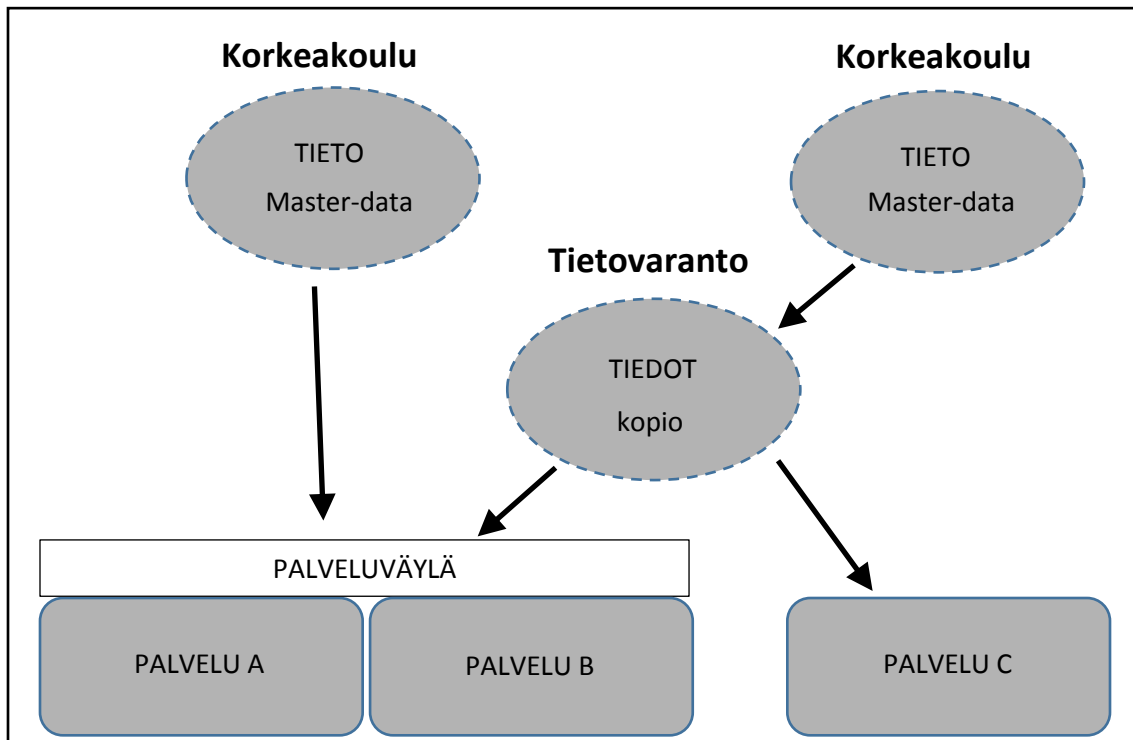 Korkeakoulu
Korkeakoulu
TIETO
Master-data
TIETO
Master-data
Tietovaranto
TIEDOT
kopio
PALVELUVÄYLÄ
PALVELU A
PALVELU B
PALVELU C